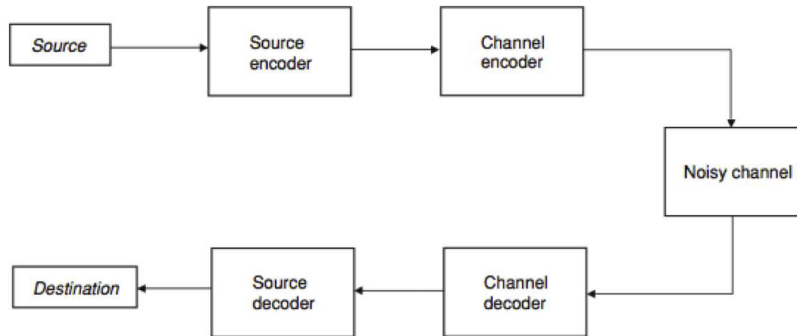 Source
Source
encoder
Channel
encoder
Noisy channel
Channel
decoder
Source
decoder
Destination